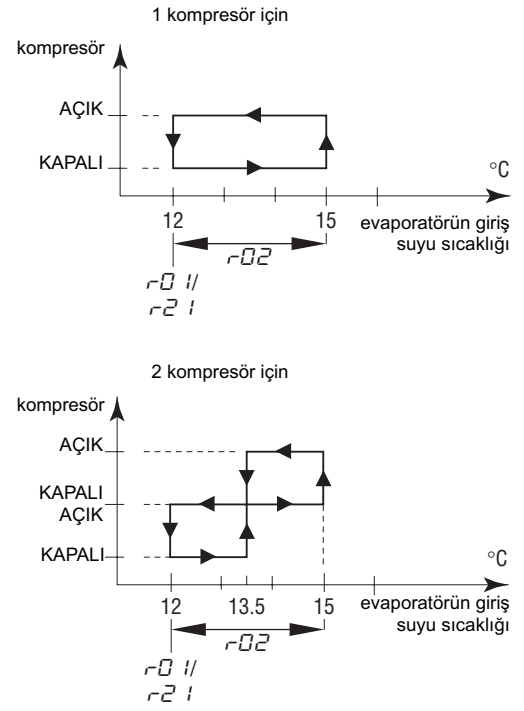 1 kompresör için
kompresör
AÇIK
KAPALI
°C
12
15
evaporatörün giriş
suyu sıcaklığı
r02
r01/
r21
2 kompresör için
kompresör
AÇIK
KAPALI
AÇIK
KAPALI
°C
12
13.5
15
evaporatörün giriş
suyu sıcaklığı
r02
r01/
r21